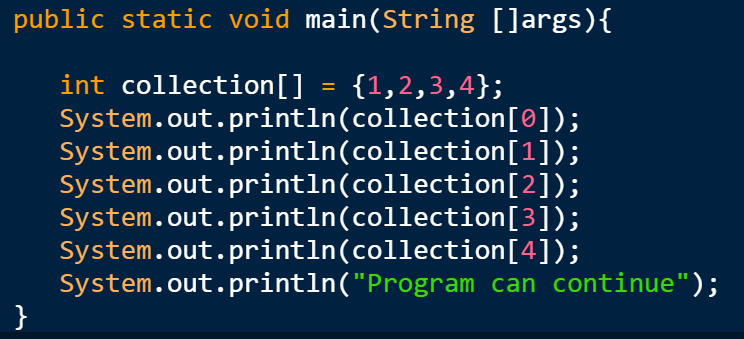 public static void main(String []args){
int collection[] = {1,2,3,4};
System.out.println(collection[0]);
System.out.println(collection[1]);
System.out.println(collection[2]);
System.out.println(collection[3]);
System.out.println(collection[4]);
System.out.println("Program can continue");
}